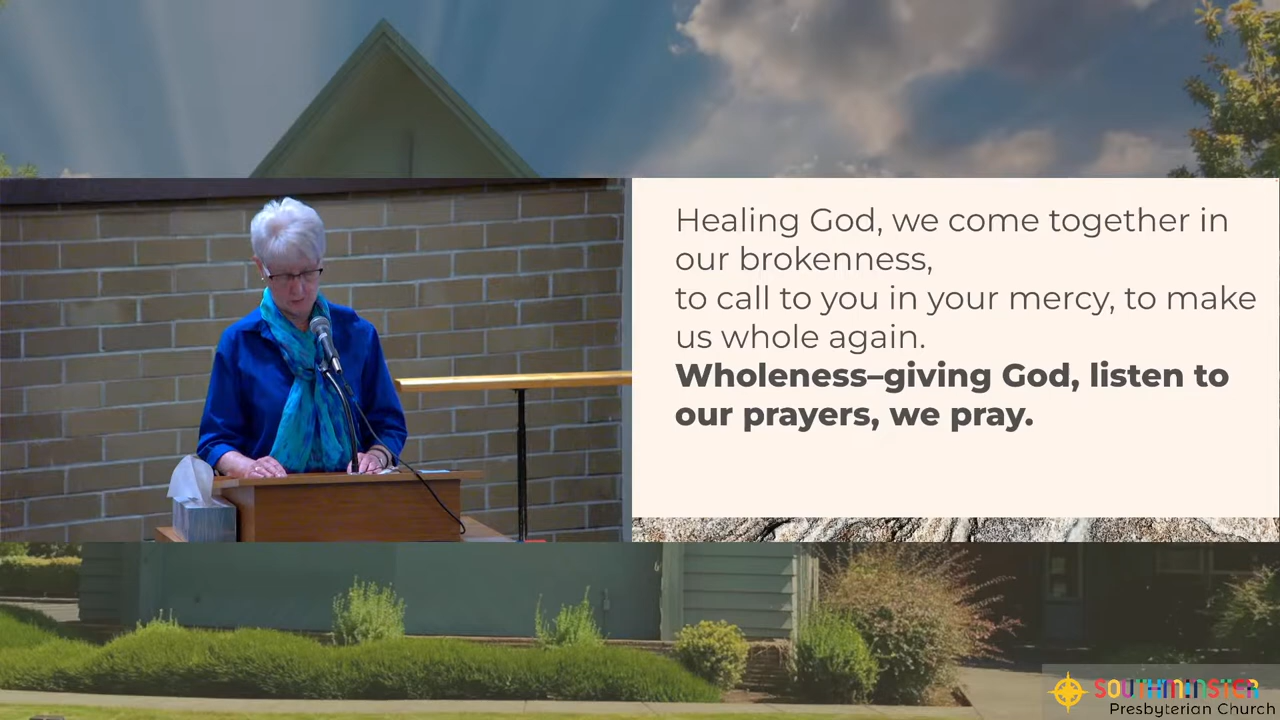 Healing God, we come together in
our brokenness,
to call to you in your mercy, to make
us whole again.
Wholeness–giving God, listen to
our prayers, we pray.
SOUTHMINSTER
Presbyterian Church